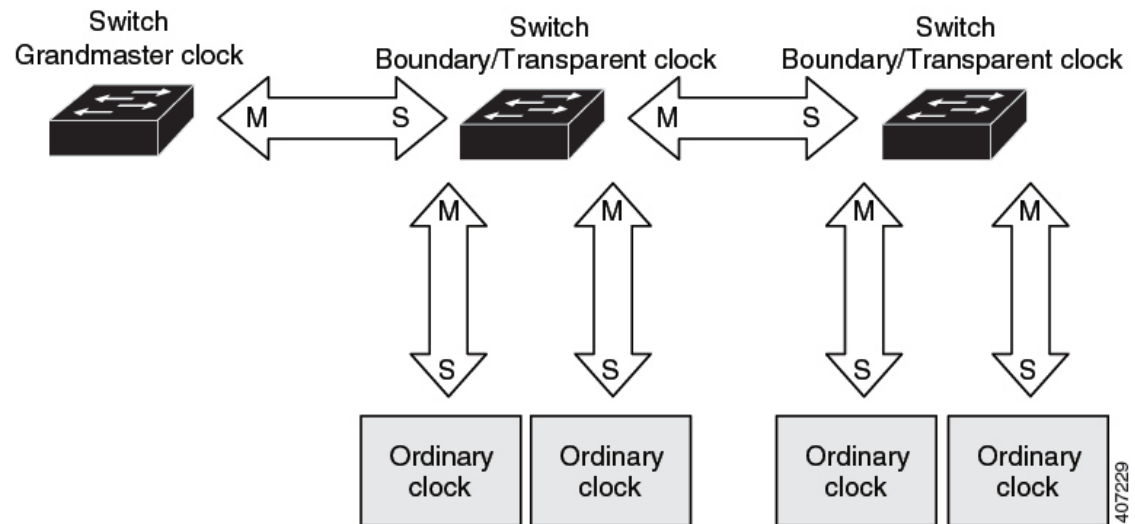 Switch
Grandmaster clock
Switch
Boundary/Transparent clock
Switch
Boundary/Transparent clock
M
S
M
S
M
M
M
M
S
S
S
S
Ordinary
clock
Ordinary
clock
Ordinary
clock
Ordinary
clock
407229